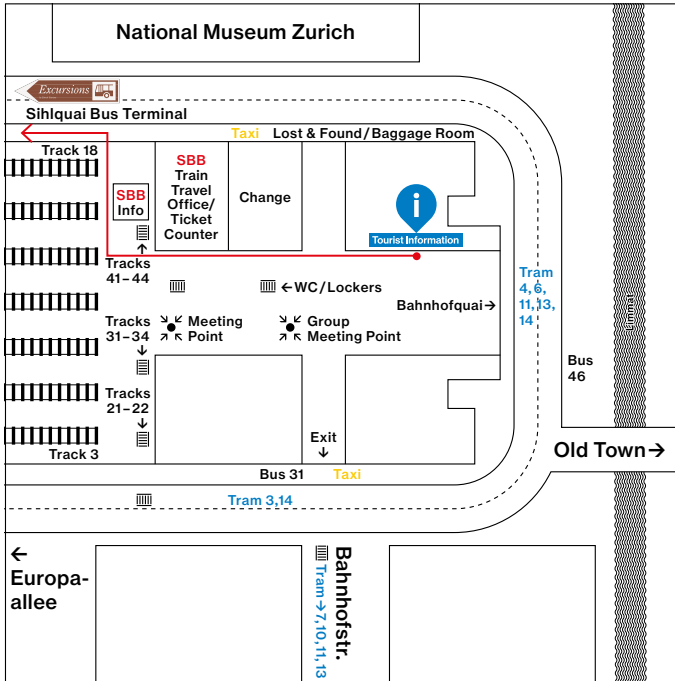 National Museum Zurich
Excursions
Sihlquai Bus Terminal
Taxi
Lost & Found/Baggage Room
Track 18
SBB
Info
SBB
Train
Travel
Office/
Ticket
Counter
Change
i
Tourist Information
Tracks
41–44
←WC/Lockers
Bahnhofquai→
Tram
4, 6,
11, 13,
14
Limmat
Tracks
31–34
Meeting
Point
Group
Meeting Point
Bus
46
Tracks
21–22
Exit
Track 3
Old Town→
Bus 31
Taxi
Tram 3,14
←
Europa-
allee
Bahnhofstr.
Tram→7,10,11,13